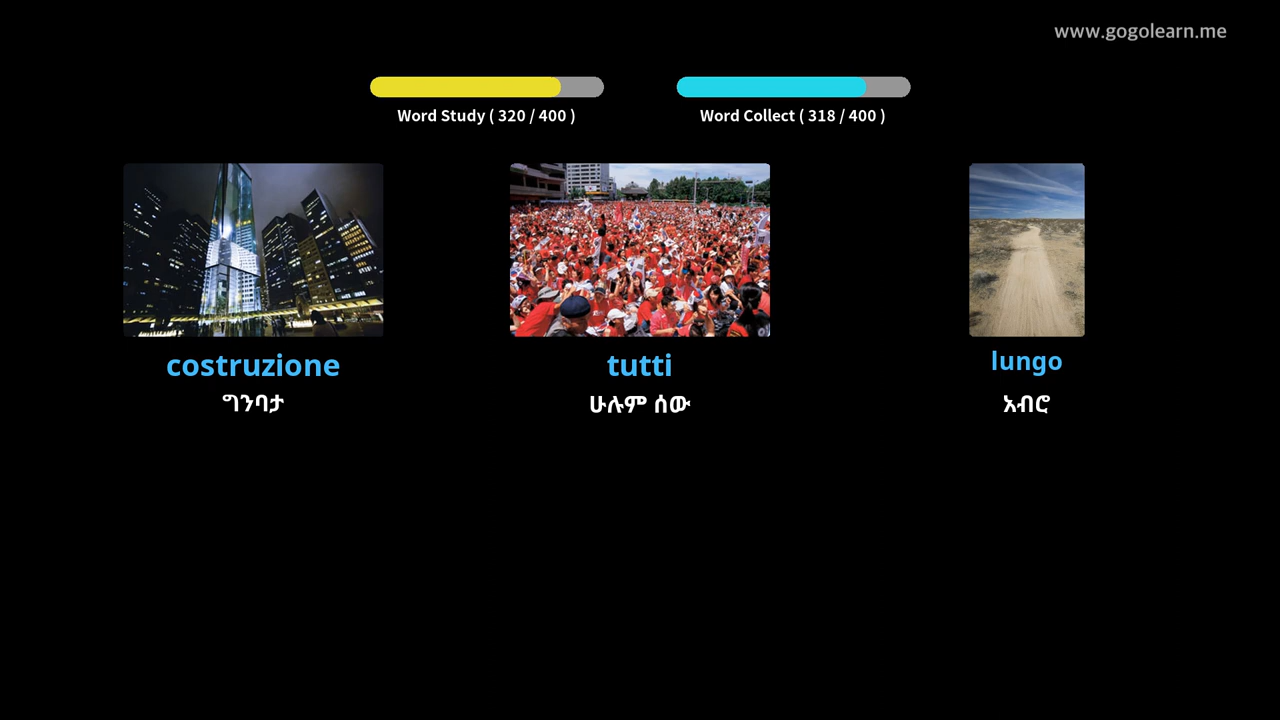 www.gogolearn.me
Word Study ( 320 / 400 )
Word Collect ( 318 / 400 )
costruzione
tutti
lungo
ግንባታ
ሁሉም ሰው
አብሮ